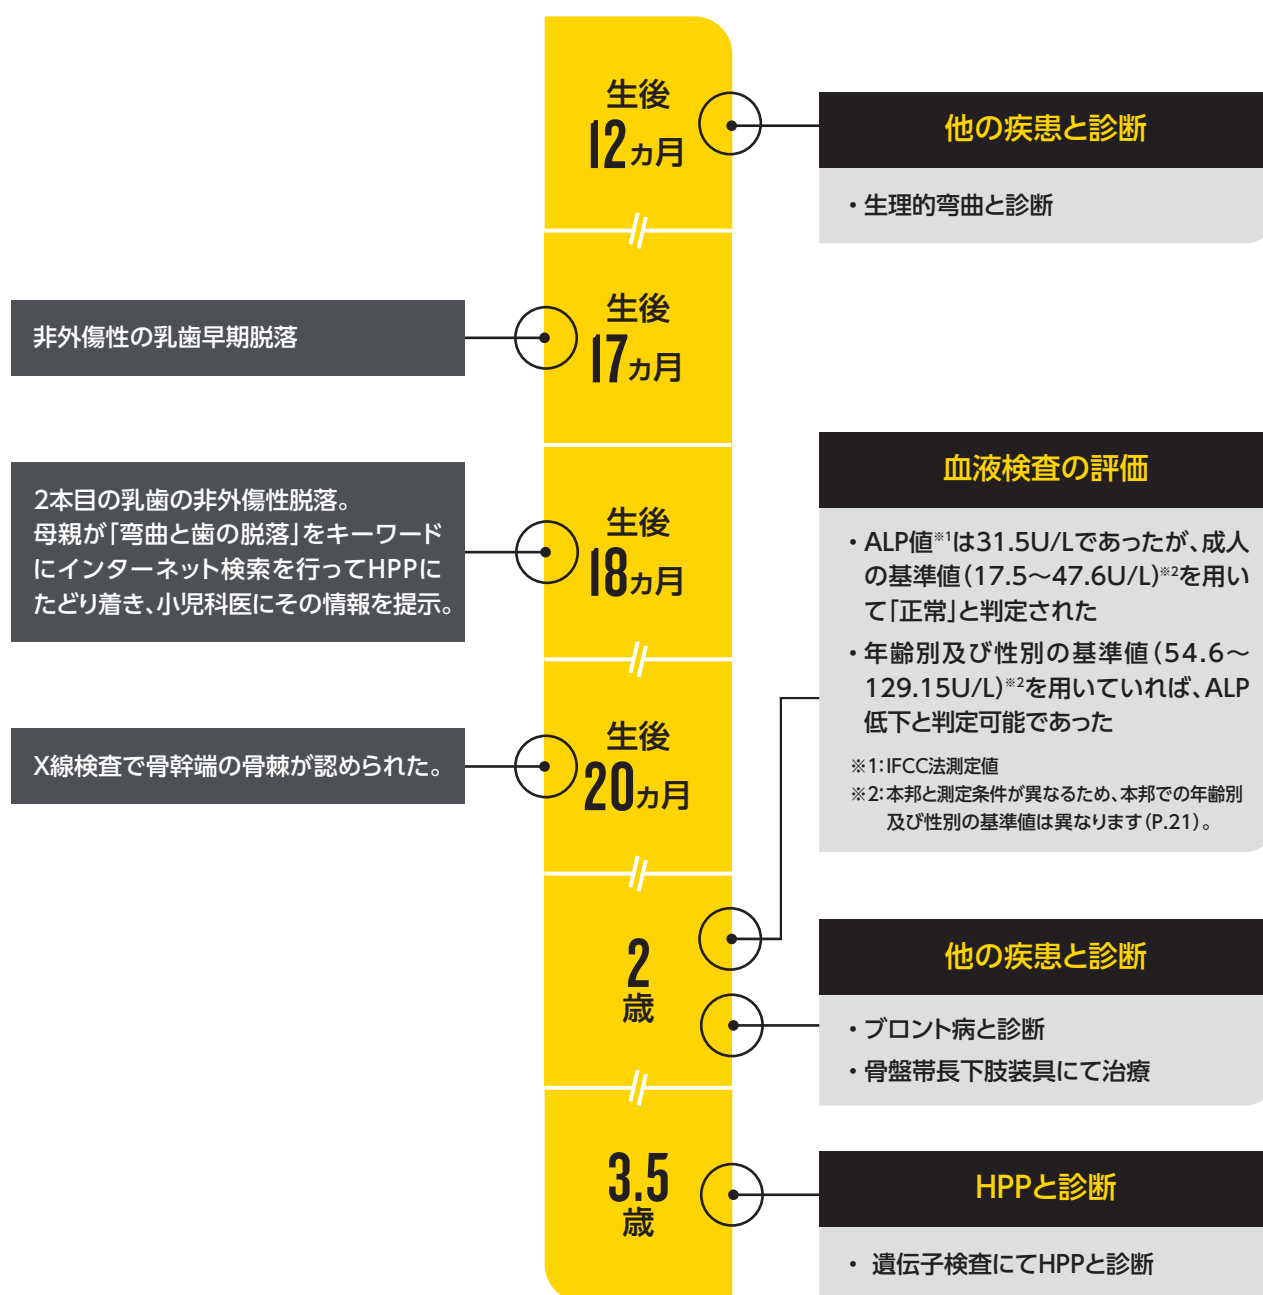 生後
12ヵ月
他の疾患と診断
・生理的弯曲と診断
非外傷性の乳歯早期脱落
生後
17ヵ月
2本目の乳歯の非外傷性脱落。
母親が「弯曲と歯の脱落」をキーワード
にインターネット検索を行ってHPPに
たどり着き、小児科医にその情報を提示。
生後
18ヵ月
X線検査で骨幹端の骨棘が認められた。
生後
20ヵ月
血液検査の評価
・ALP値※1は31.5U/Lであったが、成人
の基準値(17.5〜47.6U/L)※2を用い
て「正常」と判定された
・年齢別及び性別の基準値(54.6〜
129.15U/L)※2を用いていれば、ALP
低下と判定可能であった
※1:IFCC法測定値
※2:本邦と測定条件が異なるため、本邦での年齢別
及び性別の基準値は異なります(P.21)。
2
歳
他の疾患と診断
・ブロント病と診断
・骨盤帯長下肢装具にて治療
3.5
歳
HPPと診断
・ 遺伝子検査にてHPPと診断